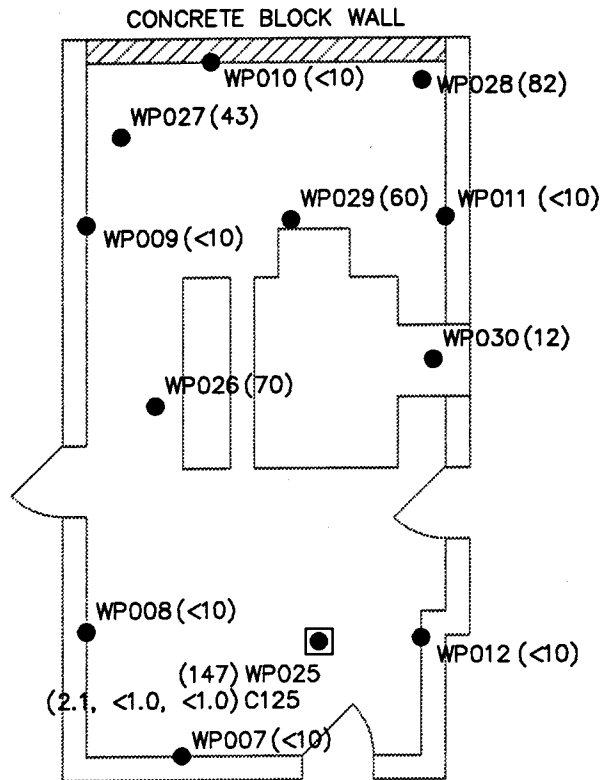 CONCRETE BLOCK WALL
WP010 (<10)
WP028 (82)
WP027 (43)
WP029 (60)
WP011 (<10)
WP009 (<10)
WP030 (12)
WP026 (70)
WP008 (<10)
WP012 (<10)
(147) WP025
(2.1, <1.0, <1.0) C125
WP007 (<10)